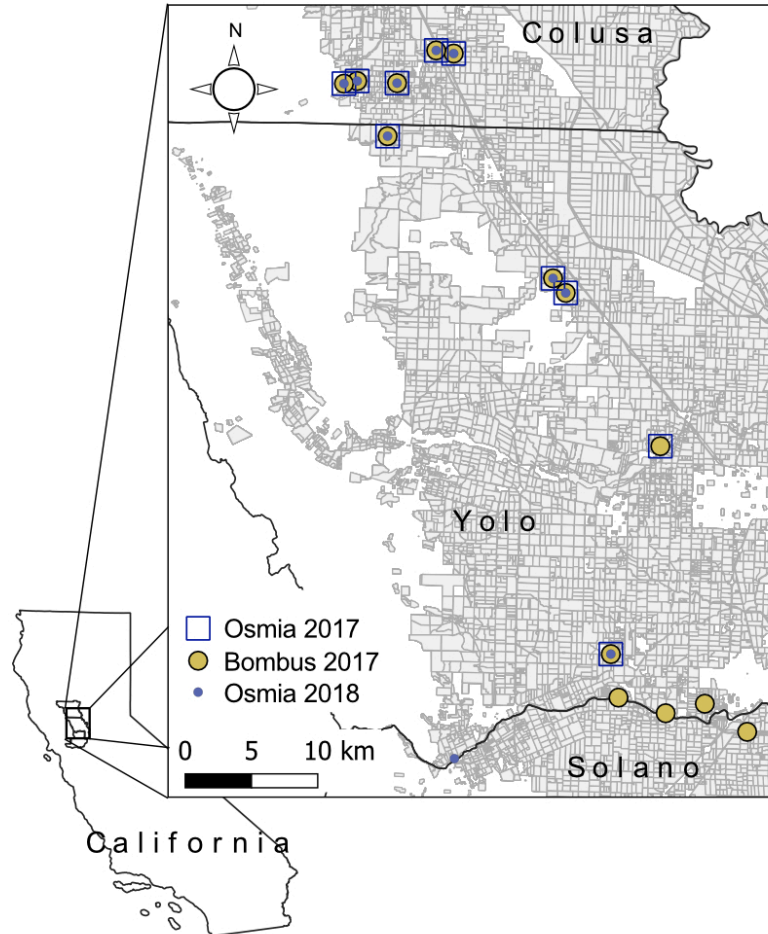 Colusa
N
Yolo
Osmia 2017
Bombus 2017
Osmia 2018
0 5 10 km
Solano
California